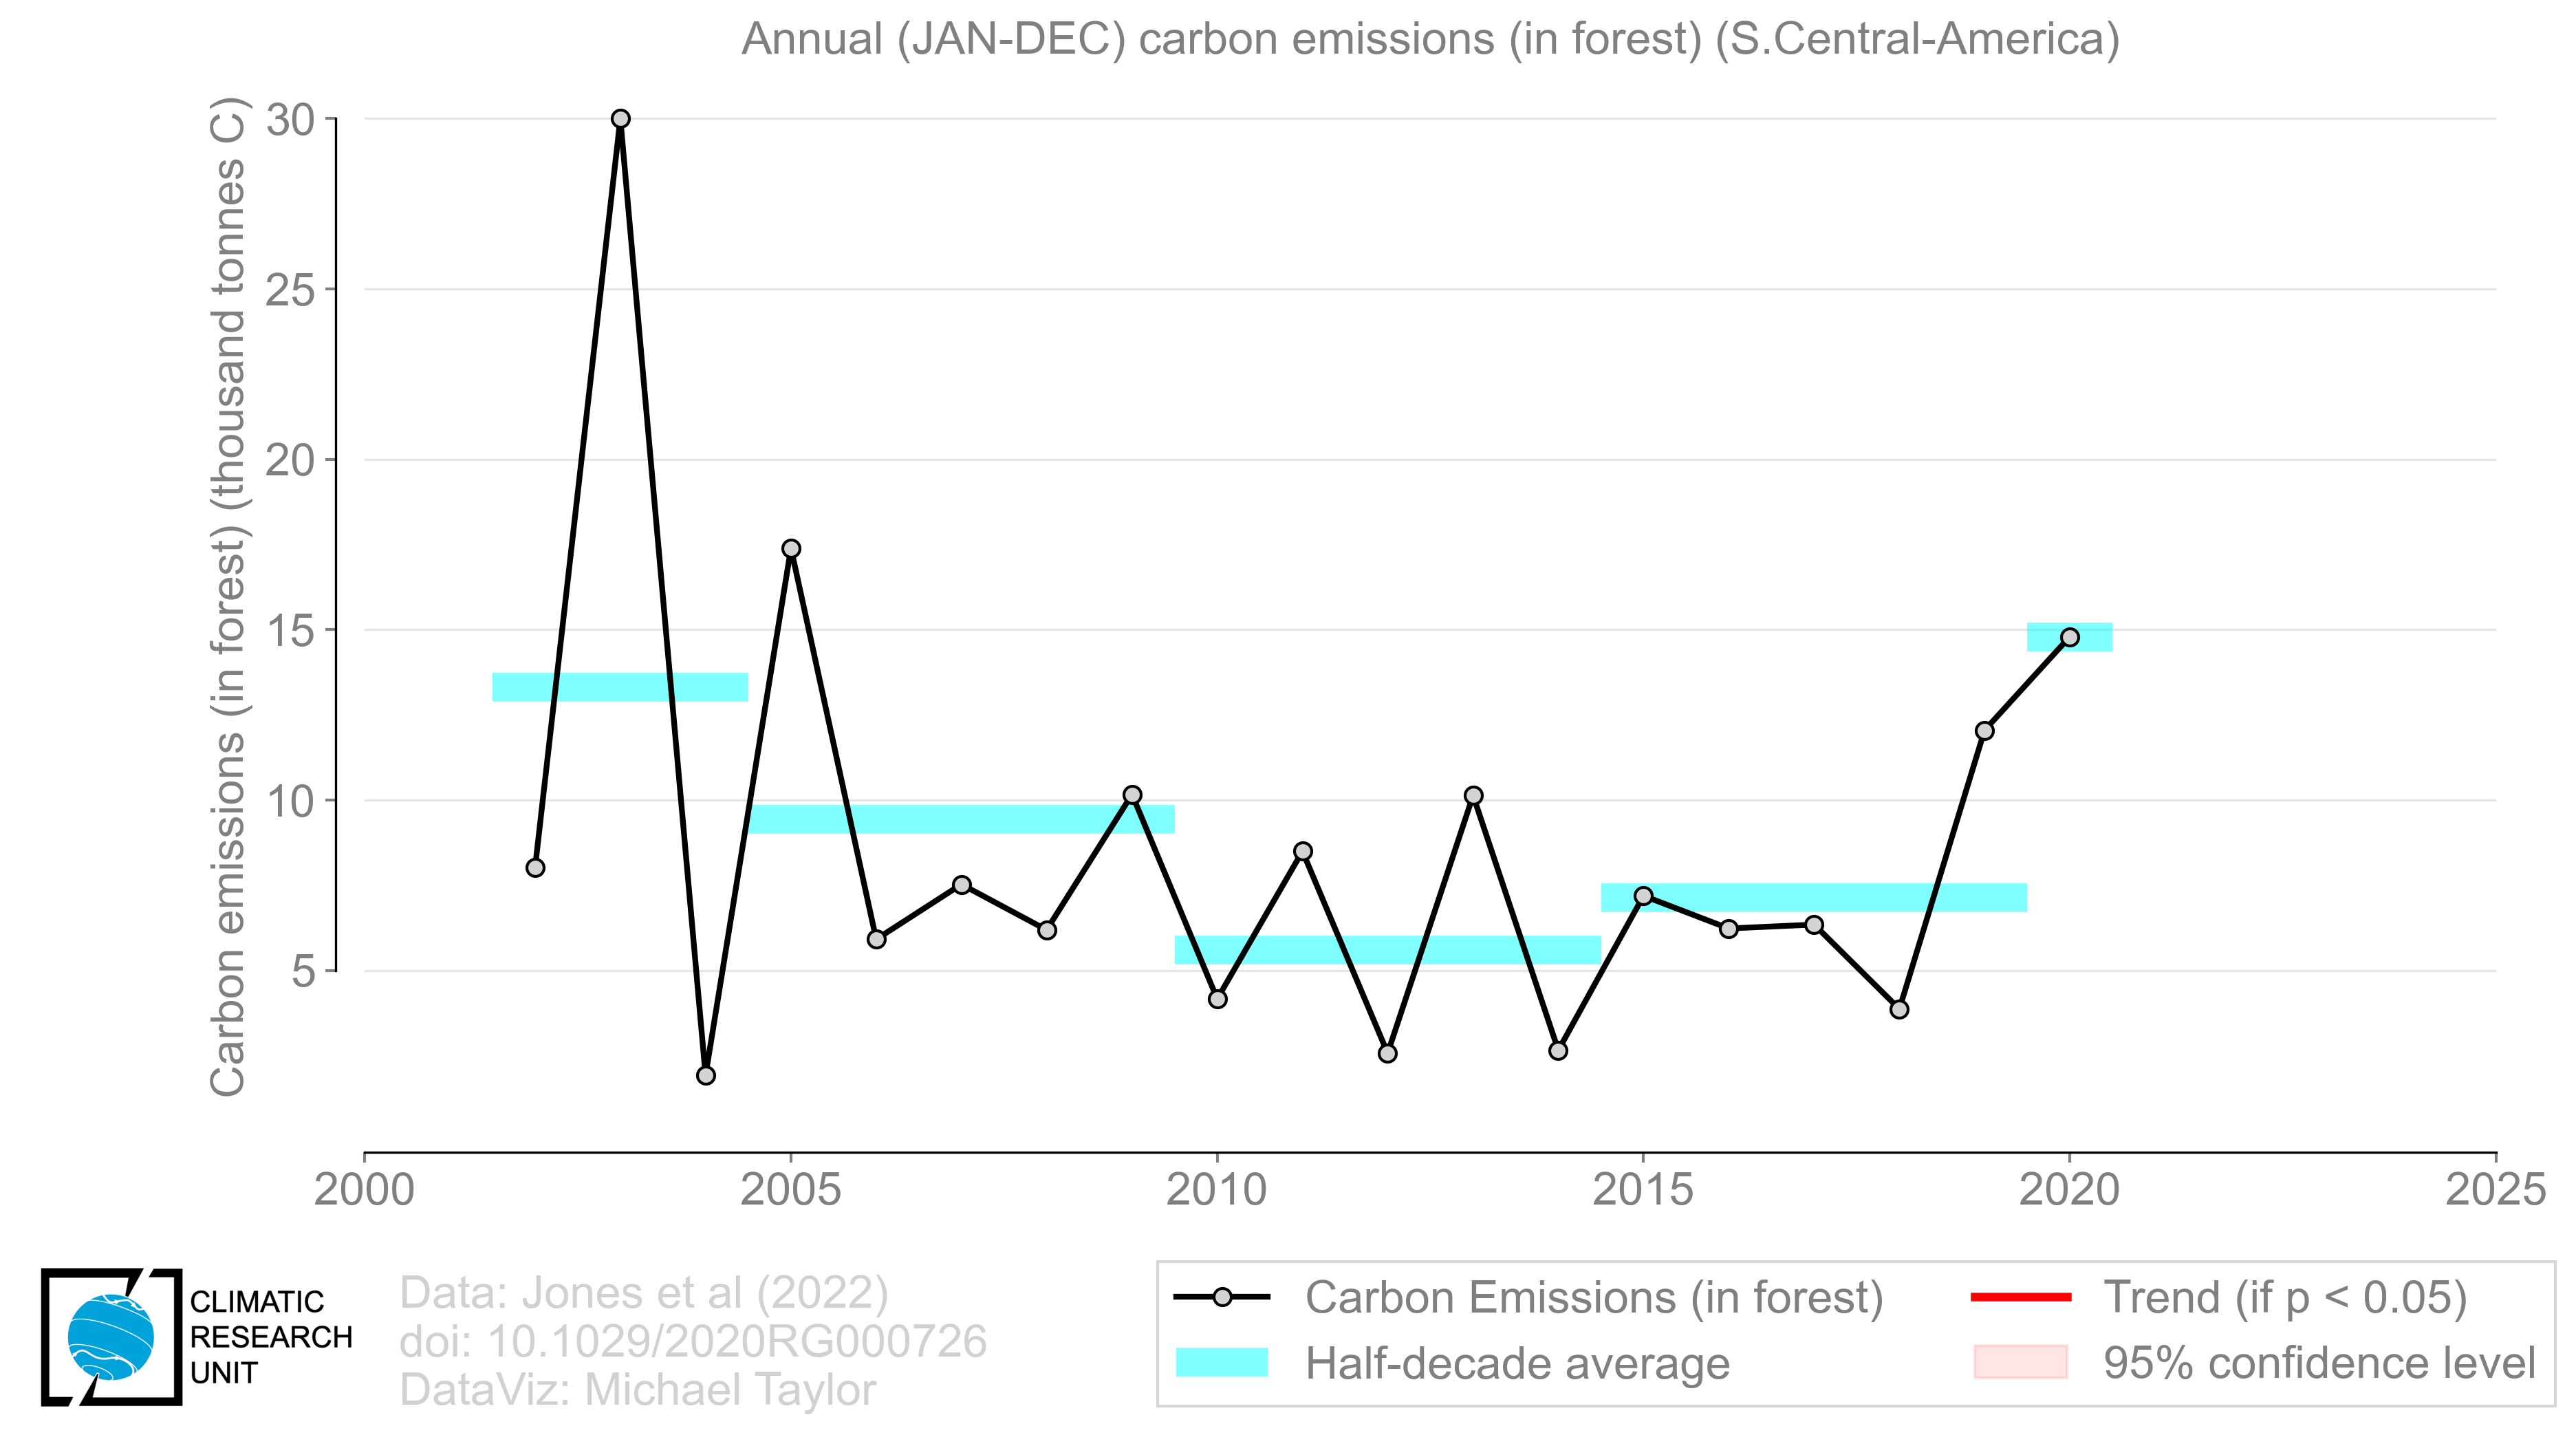 Annual (JAN-DEC) carbon emissions (in forest) (S.Central-America)
Carbon emissions (in forest) (thousand tonnes C)
30
25
20
15
10
5
2000
2005
2010
2015
2020
2025
CLIMATIC
RESEARCH
UNIT
Data: Jones et al (2022)
doi: 10.1029/2020RG000726
DataViz: Michael Taylor
Carbon Emissions (in forest)
Half-decade average
Trend (if p < 0.05)
95% confidence level